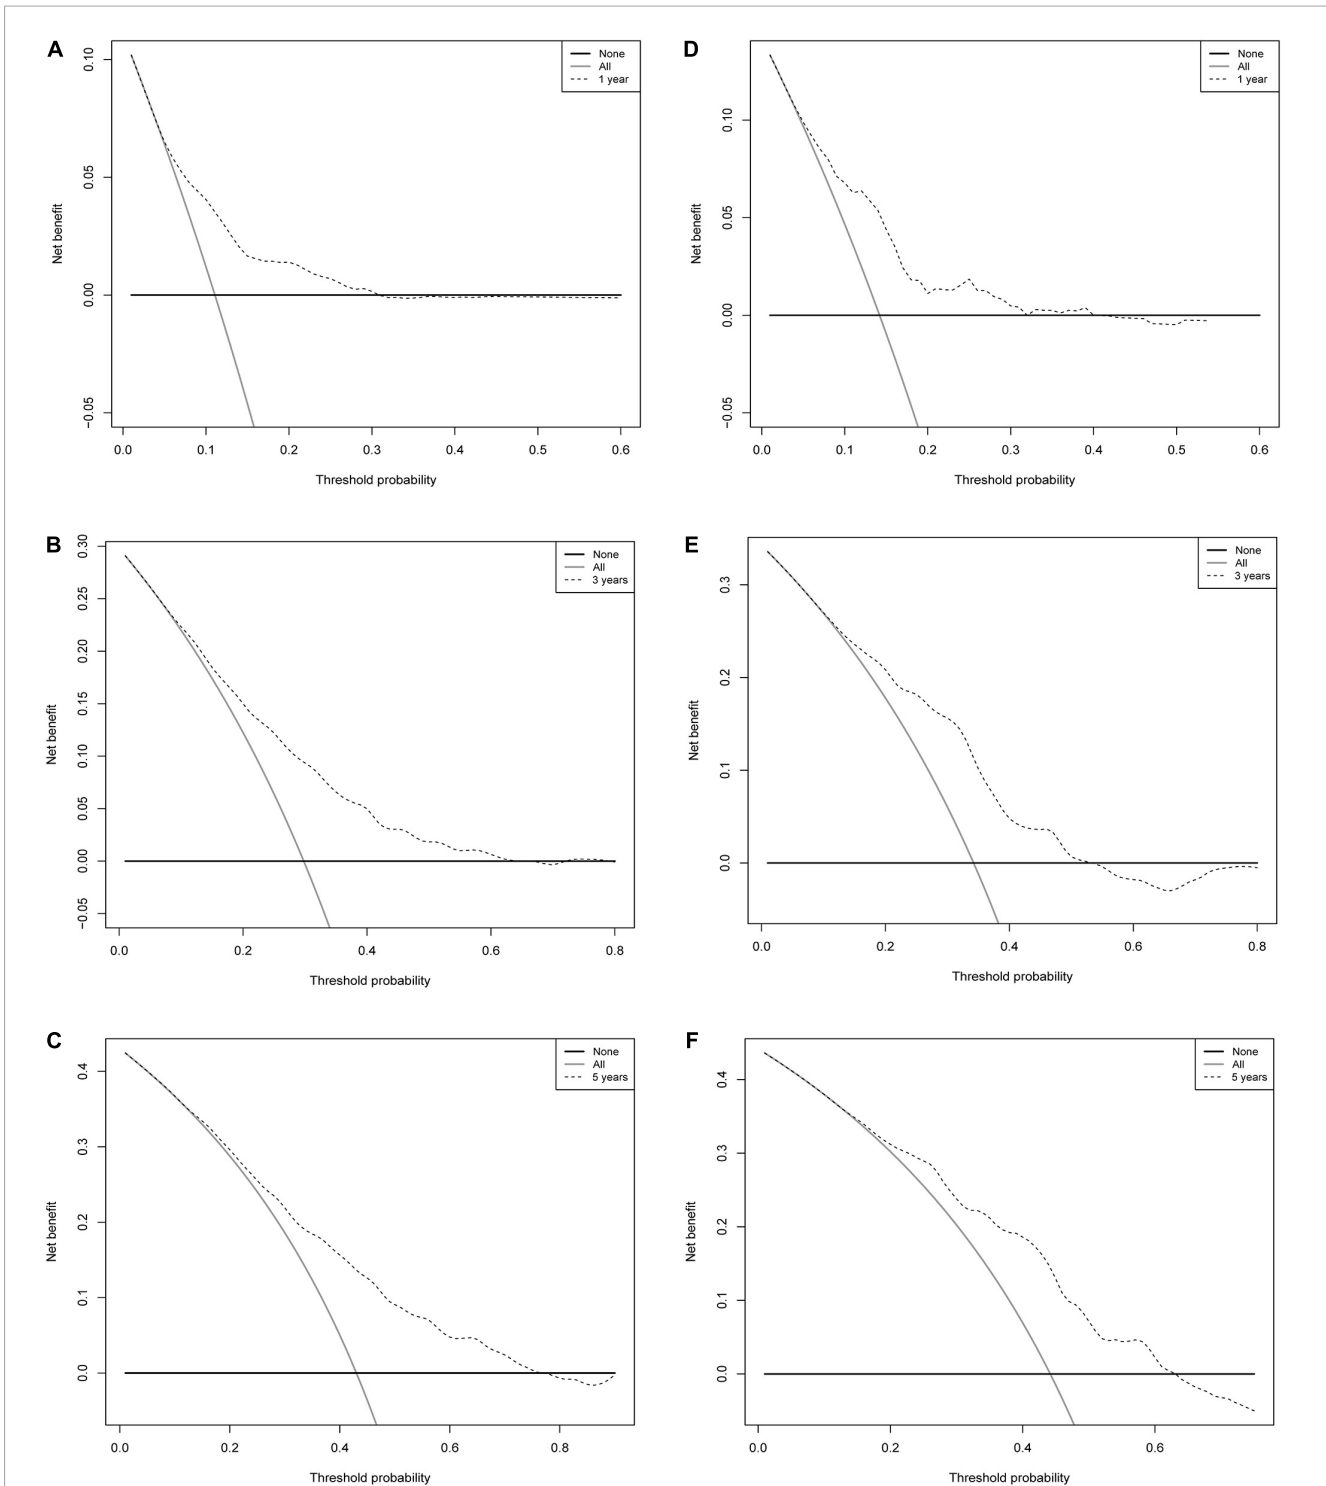 A
None
All
1 year
0.10
0.05
0.00
−0.05
Net benefit
0.0 0.1 0.2 0.3 0.4 0.5 0.6
Threshold probability
D
None
All
1 year
0.10
0.05
0.00
−0.05
Net benefit
0.0 0.1 0.2 0.3 0.4 0.5 0.6
Threshold probability
B
None
All
3 years
0.30
0.25
0.20
0.15
0.10
0.05
0.00
−0.05
Net benefit
0.0 0.2 0.4 0.6 0.8
Threshold probability
E
None
All
3 years
0.3
0.2
0.1
0.0
Net benefit
0.0 0.2 0.4 0.6 0.8
Threshold probability
C
None
All
5 years
0.4
0.3
0.2
0.1
0.0
Net benefit
0.0 0.2 0.4 0.6 0.8
Threshold probability
F
None
All
5 years
0.4
0.3
0.2
0.1
0.0
Net benefit
0.0 0.2 0.4 0.6
Threshold probability